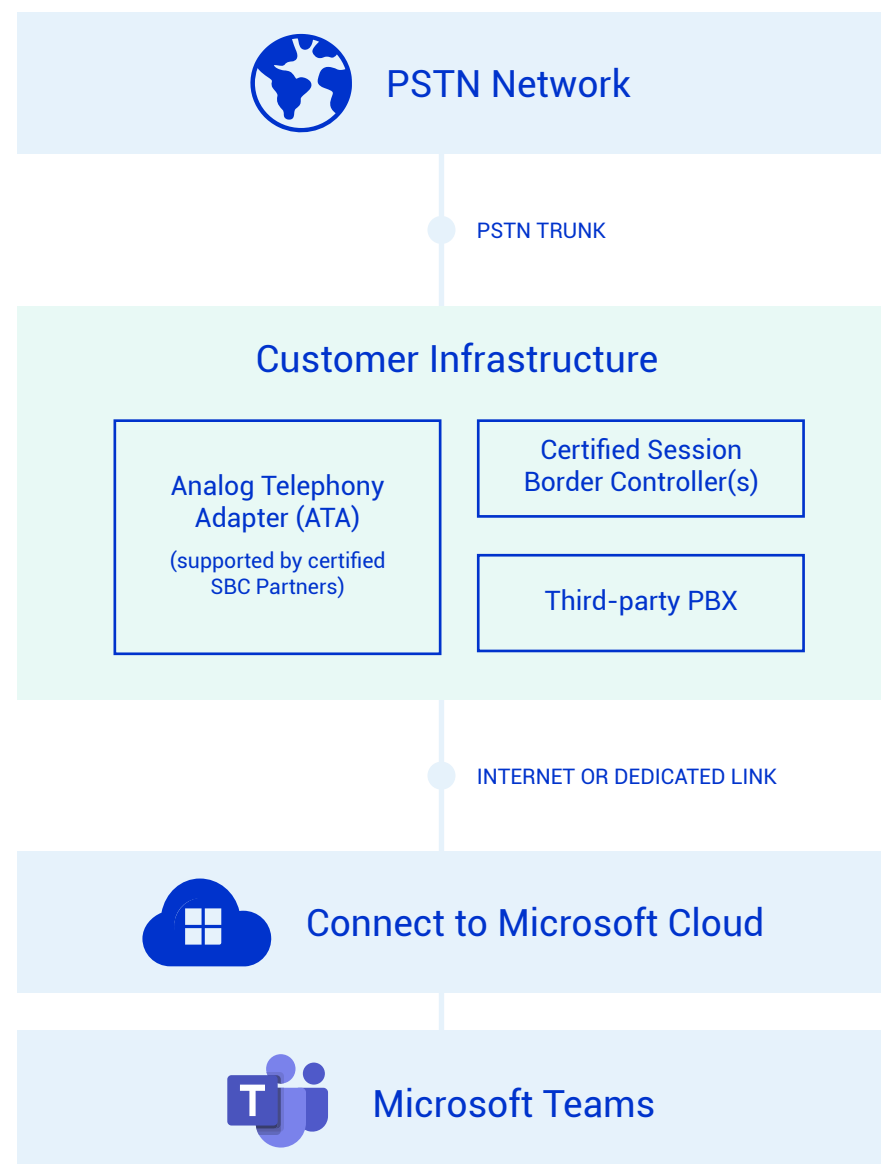 PSTN Network
PSTN TRUNK
Customer Infrastructure
Analog Telephony
Adapter (ATA)
(supported by certified
SBC Partners)
Certified Session
Border Controller(s)
Third-party PBX
INTERNET OR DEDICATED LINK
Connect to Microsoft Cloud
T
Microsoft Teams